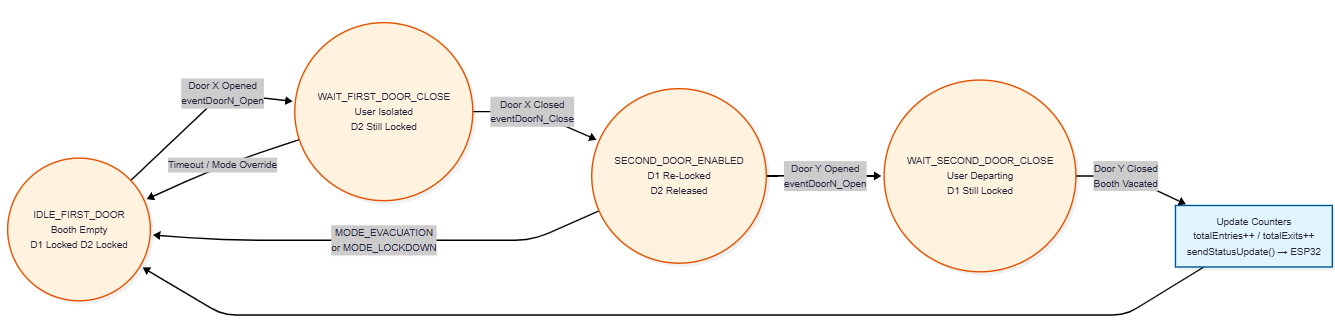 Door X Opened
eventDoorN_Open
WAIT_FIRST_DOOR_CLOSE
User Isolated
D2 Still Locked
Door X Closed
eventDoorN_Close
Timeout / Mode Override
IDLE_FIRST_DOOR
Booth Empty
D1 Locked D2 Locked
SECOND_DOOR_ENABLED
D1 Re-Locked
D2 Released
MODE_EVACUATION
or MODE_LOCKDOWN
Door Y Opened
eventDoorN_Open
WAIT_SECOND_DOOR_CLOSE
User Departing
D1 Still Locked
Door Y Closed
Booth Vacated
Update Counters
totalEntries++ / totalExits++
sendStatusUpdate() → ESP32